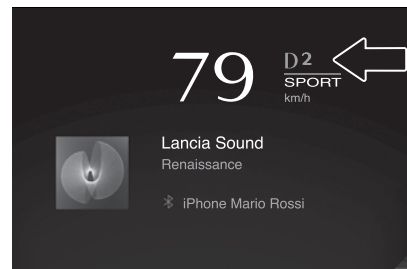 79
D2
SPORT
km/h
Lancia Sound
Renaissance
iPhone Mario Rossi